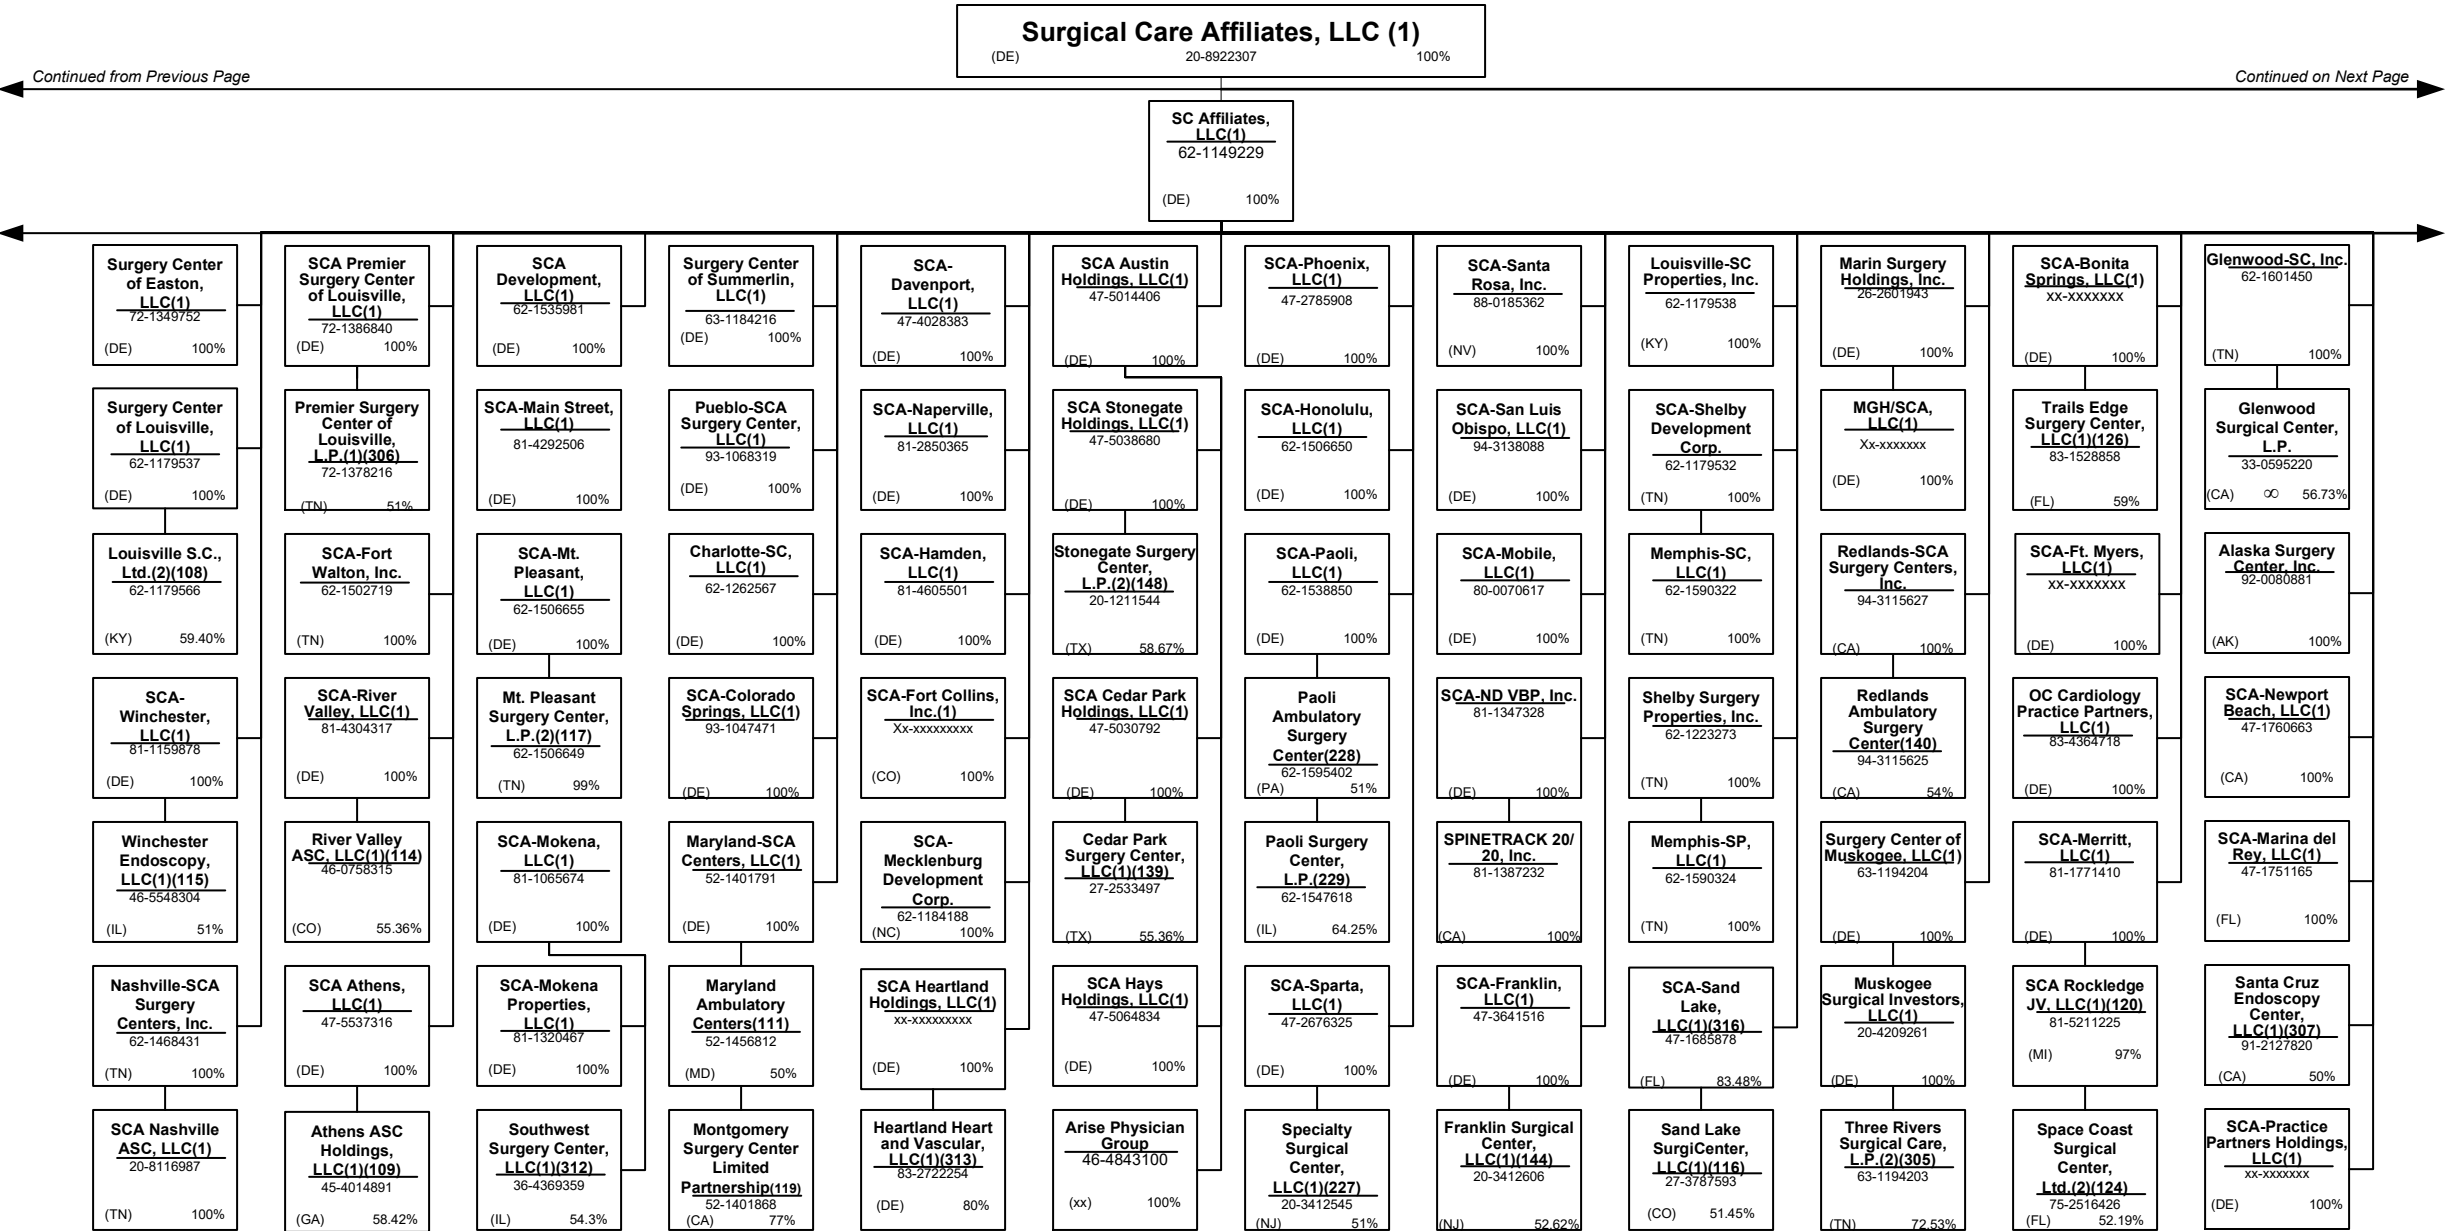 Surgical Care Affiliates, LLC (1)
(DE) 20-8922307 100%
Continued from Previous Page
Continued on Next Page
SC Affiliates,
LLC(1)
62-1149229
(DE) 100%
Surgery Center
of Easton,
LLC(1)
72-1349752
(DE) 100%
SCA Premier
Surgery Center
of Louisville,
LLC(1)
72-1386840
(DE) 100%
SCA
Development,
LLC(1)
62-1535981
(DE) 100%
Surgery Center
of Summerlin,
LLC(1)
63-1184216
(DE) 100%
SCA-
Davenport,
LLC(1)
47-4028383
(DE) 100%
SCA Austin
Holdings, LLC(1)
47-5014406
(DE) 100%
SCA-Phoenix,
LLC(1)
47-2785908
(DE) 100%
SCA-Santa
Rosa, Inc.
88-0185362
(NV) 100%
Louisville-SC
Properties, Inc.
62-1179538
(KY) 100%
Marin Surgery
Holdings, Inc.
26-2601943
(DE) 100%
SCA-Bonita
Springs, LLC(1)
xx-xxxxxxx
(DE) 100%
Glenwood-SC, Inc.
62-1601450
(TN) 100%
Surgery Center
of Louisville,
LLC(1)
62-1179537
(DE) 100%
Premier Surgery
Center of
Louisville,
L.P.(1)(306)
72-1378216
(TN) 51%
SCA-Main Street,
LLC(1)
81-4292506
(DE) 100%
Pueblo-SCA
Surgery Center,
LLC(1)
93-1068319
(DE) 100%
SCA-Naperville,
LLC(1)
81-2850365
(DE) 100%
SCA Stonegate
Holdings, LLC(1)
47-5038680
(DE) 100%
SCA-Honolulu,
LLC(1)
62-1506650
(DE) 100%
SCA-San Luis
Obispo, LLC(1)
94-3138088
(DE) 100%
SCA-Shelby
Development
Corp.
62-1179532
(TN) 100%
MGH/SCA,
LLC(1)
Xx-xxxxxxx
(DE) 100%
Trails Edge
Surgery Center,
LLC(1)(126)
83-1528858
(FL) 59%
Glenwood
Surgical Center,
L.P.
33-0595220
(CA) ∞ 56.73%
Louisville S.C.,
Ltd.(2)(108)
62-1179566
(KY) 59.40%
SCA-Fort
Walton, Inc.
62-1502719
(TN) 100%
SCA-Mt.
Pleasant,
LLC(1)
62-1506655
(DE) 100%
Charlotte-SC,
LLC(1)
62-1262567
(DE) 100%
SCA-Hamden,
LLC(1)
81-4605501
(DE) 100%
Stonegate Surgery
Center,
L.P.(2)(148)
20-1211544
(TX) 58.67%
SCA-Paoli,
LLC(1)
62-1538850
(DE) 100%
SCA-Mobile,
LLC(1)
80-0070617
(DE) 100%
Memphis-SC,
LLC(1)
62-1590322
(TN) 100%
Redlands-SCA
Surgery Centers,
Inc.
94-3115627
(CA) 100%
SCA-Ft. Myers,
LLC(1)
xx-xxxxxxx
(DE) 100%
Alaska Surgery
Center, Inc.
92-0080881
(AK) 100%
SCA-
Winchester,
LLC(1)
81-1159878
(DE) 100%
SCA-River
Valley, LLC(1)
81-4304317
(DE) 100%
Mt. Pleasant
Surgery Center,
L.P.(2)(117)
62-1506649
(TN) 99%
SCA-Colorado
Springs, LLC(1)
93-1047471
(DE) 100%
SCA-Fort Collins,
Inc.(1)
Xx-xxxxxxxxx
(CO) 100%
SCA Cedar Park
Holdings, LLC(1)
47-5030792
(DE) 100%
Paoli
Ambulatory
Surgery
Center(228)
62-1595402
(PA) 51%
SCA-ND VBP, Inc.
81-1347328
(DE) 100%
Shelby Surgery
Properties, Inc.
62-1223273
(TN) 100%
Redlands
Ambulatory
Surgery
Center(140)
94-3115625
(CA) 54%
OC Cardiology
Practice Partners,
LLC(1)
83-4364718
(DE) 100%
SCA-Newport
Beach, LLC(1)
47-1760663
(CA) 100%
Winchester
Endoscopy,
LLC(1)(115)
46-5548304
(IL) 51%
River Valley
ASC, LLC(1)(114)
46-0758315
(CO) 55.36%
SCA-Mokena,
LLC(1)
81-1065674
(DE) 100%
Maryland-SCA
Centers, LLC(1)
52-1401791
(DE) 100%
SCA-
Mecklenburg
Development
Corp.
62-1184188
(NC) 100%
Cedar Park
Surgery Center,
LLC(1)(139)
27-2533497
(TX) 55.36%
Paoli Surgery
Center,
L.P.(229)
62-1547618
(IL) 64.25%
SPINETRACK 20/
20, Inc.
81-1387232
(CA) 100%
Memphis-SP,
LLC(1)
62-1590324
(TN) 100%
Surgery Center of
Muskogee, LLC(1)
63-1194204
(DE) 100%
SCA-Merritt,
LLC(1)
81-1771410
(DE) 100%
SCA-Marina del
Rey, LLC(1)
47-1751165
(FL) 100%
Nashville-SCA
Surgery
Centers, Inc.
62-1468431
(TN) 100%
SCA Athens,
LLC(1)
47-5537316
(DE) 100%
SCA-Mokena
Properties,
LLC(1)
81-1320467
(DE) 100%
Maryland
Ambulatory
Centers(111)
52-1456812
(MD) 50%
SCA Heartland
Holdings, LLC(1)
xx-xxxxxxxxx
(DE) 100%
SCA Hays
Holdings, LLC(1)
47-5064834
(DE) 100%
SCA-Sparta,
LLC(1)
47-2676325
(DE) 100%
SCA-Franklin,
LLC(1)
47-3641516
(DE) 100%
SCA-Sand
Lake,
LLC(1)(316)
47-1685878
(FL) 83.48%
Muskogee
Surgical Investors,
LLC(1)
20-4209261
(DE) 100%
SCA Rockledge
JV, LLC(1)(120)
81-5211225
(MI) 97%
Santa Cruz
Endoscopy
Center,
LLC(1)(307)
91-2127820
(CA) 50%
SCA Nashville
ASC, LLC(1)
20-8116987
(TN) 100%
Athens ASC
Holdings,
LLC(1)(109)
45-4014891
(GA) 58.42%
Southwest
Surgery Center,
LLC(1)(312)
36-4369359
(IL) 54.3%
Montgomery
Surgery Center
Limited
Partnership(119)
52-1401868
(CA) 77%
Heartland Heart
and Vascular,
LLC(1)(313)
83-2722254
(DE) 80%
Arise Physician
Group
46-4843100
(xx) 100%
Specialty
Surgical
Center,
LLC(1)(227)
20-3412545
(NJ) 51%
Franklin Surgical
Center,
LLC(1)(144)
20-3412606
(NJ) 52.62%
Sand Lake
SurgiCenter,
LLC(1)(116)
27-3787593
(CO) 51.45%
Three Rivers
Surgical Care,
L.P.(2)(305)
63-1194203
(TN) 72.53%
Space Coast
Surgical
Center,
Ltd.(2)(124)
75-2516426
(FL) 52.19%
SCA-Practice
Partners Holdings,
LLC(1)
xx-xxxxxxx
(DE) 100%